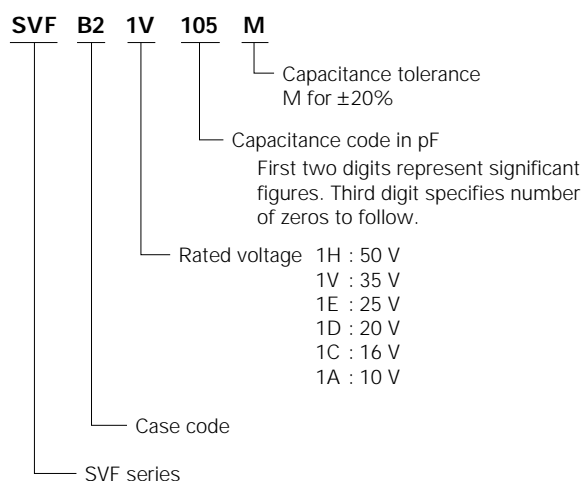 SVF B2 1V 105 M
Capacitance tolerance
M for ±20%
Capacitance code in pF
First two digits represent significant
figures. Third digit specifies number
of zeros to follow.
Rated voltage 1H : 50 V
1V : 35 V
1E : 25 V
1D : 20 V
1C : 16 V
1A : 10 V
Case code
SVF series